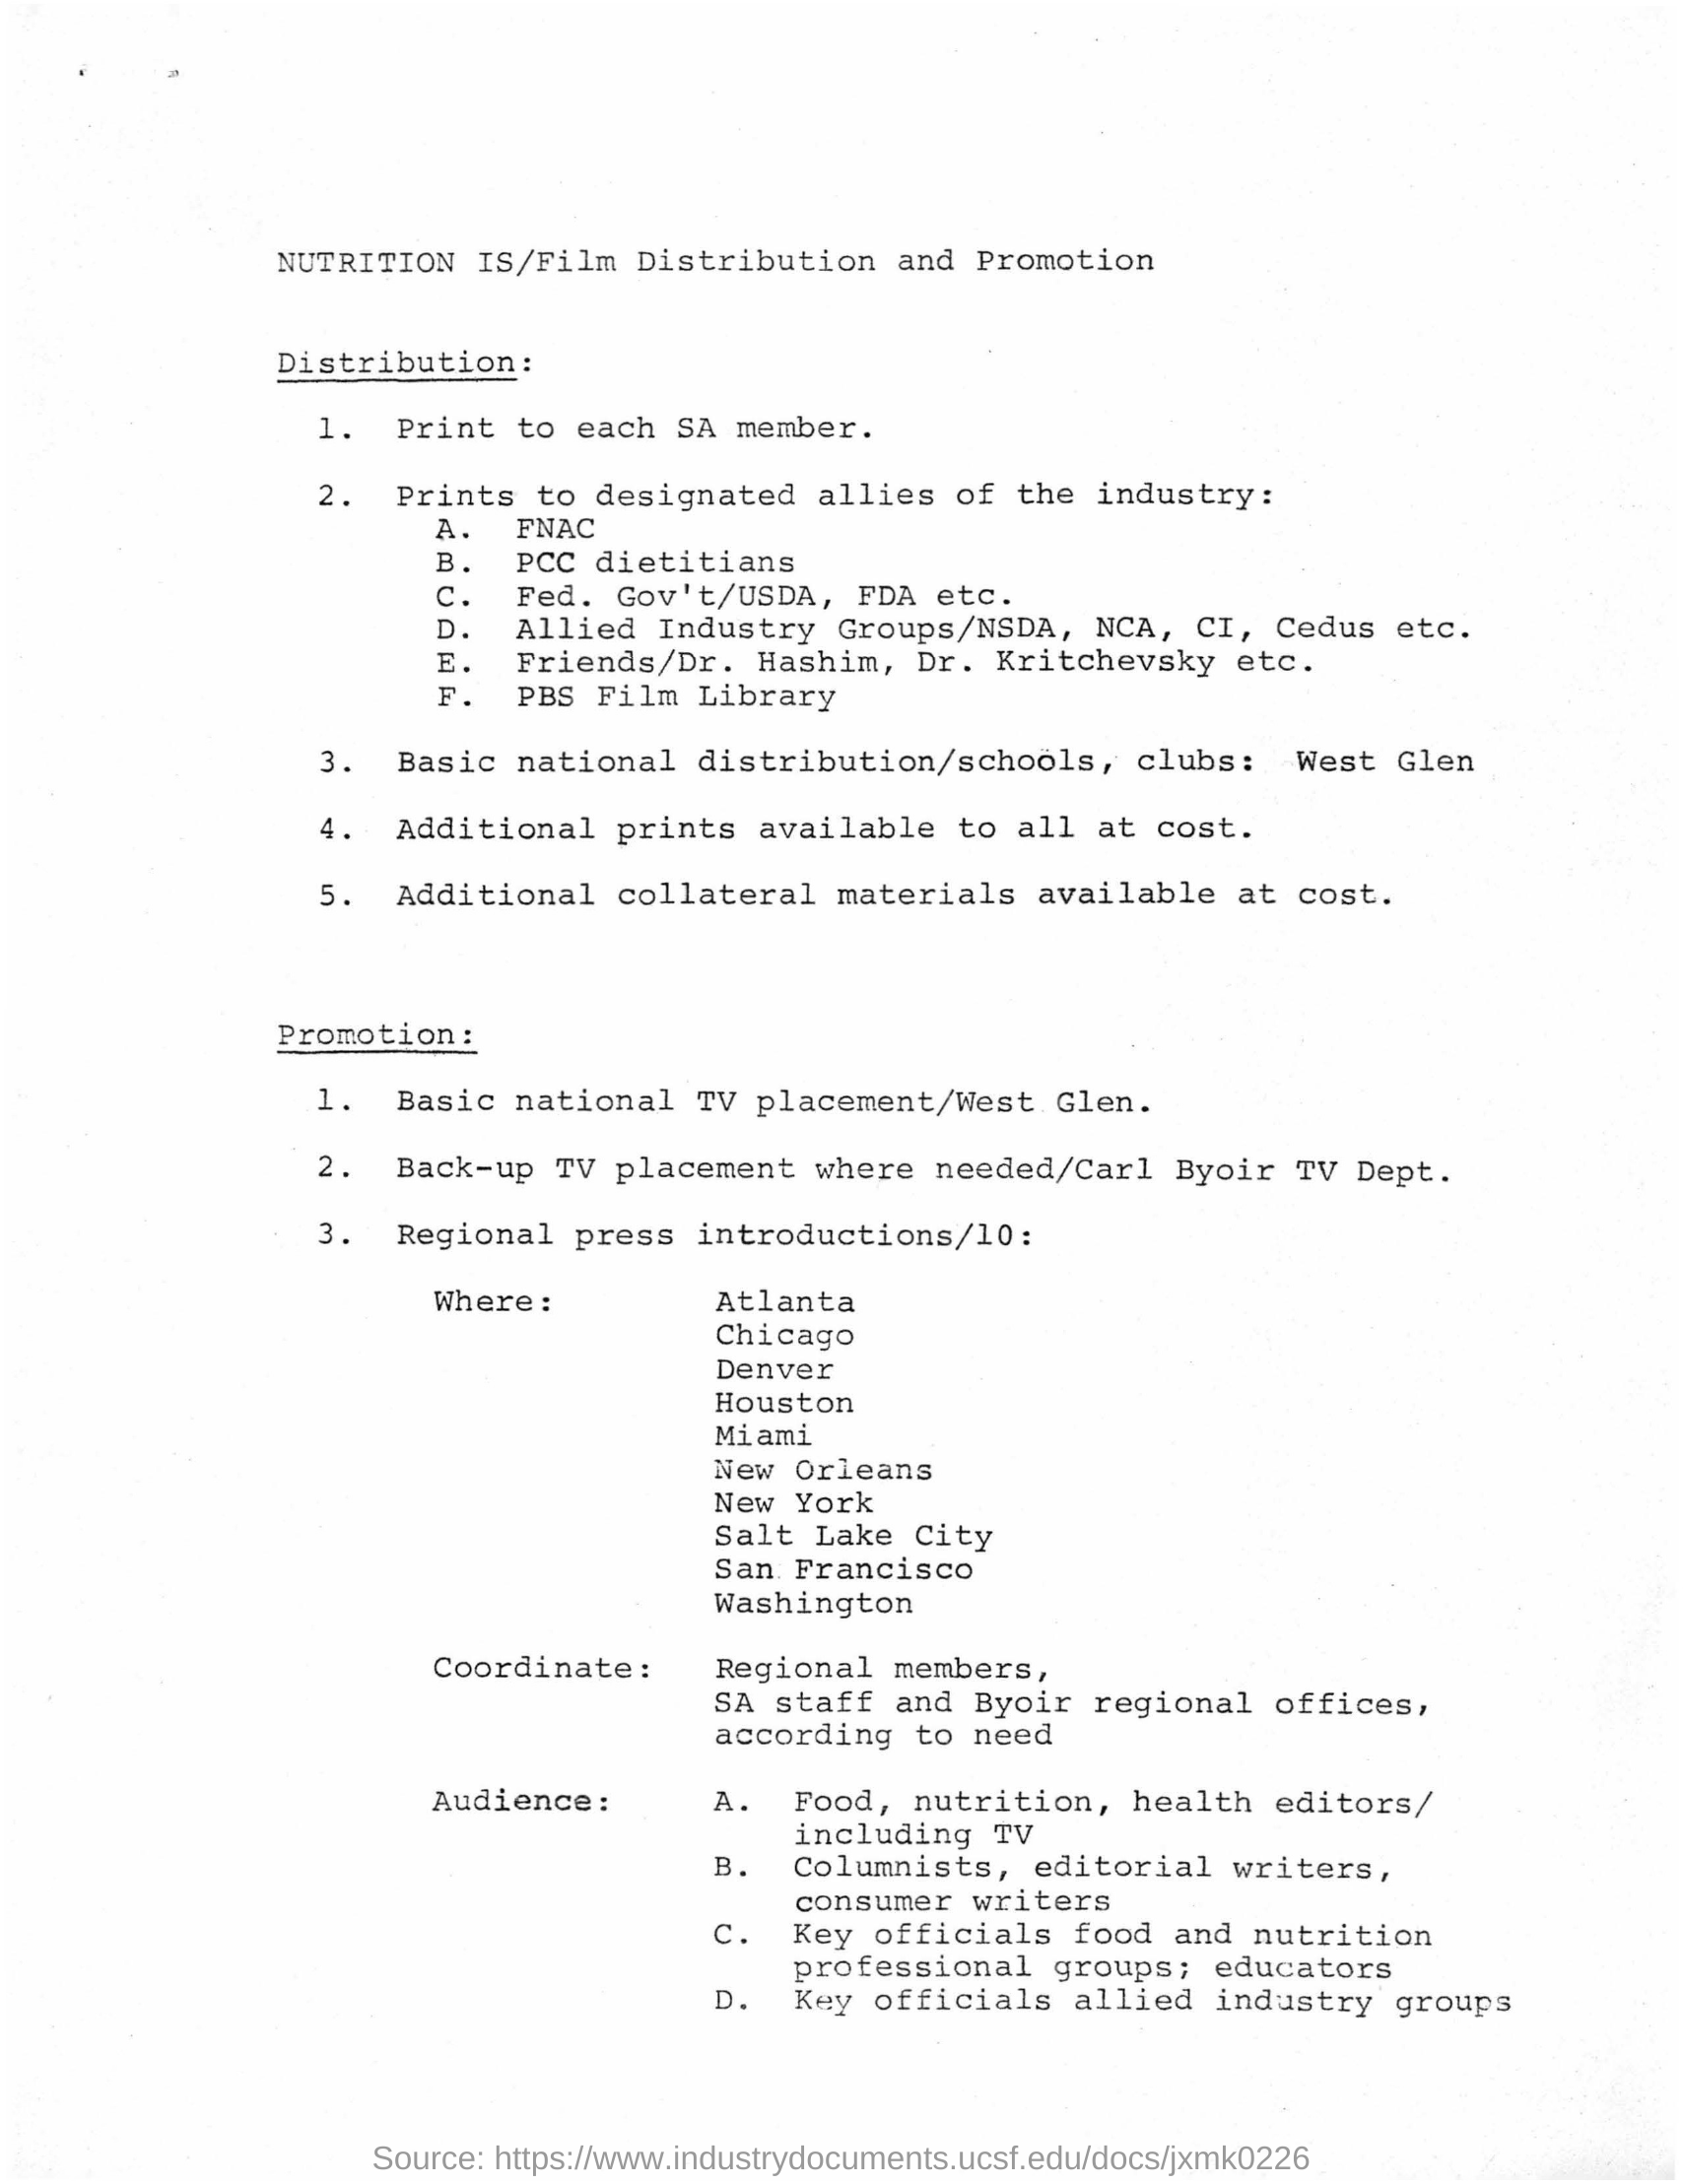 NUTRITION IS/Film Distribution and Promotion
Distribution:
1. Print to each SA member.
2. Prints to designated allies of the industry:
A. FNAC
B. PCC dietitians
C. Fed. Gov't/USDA, FDA etc.
D. Allied Industry Groups/NSDA, NCA, CI, Cedus etc.
E. Friends/Dr. Hashim, Dr. Kritchevsky etc.
F. PBS Film Library
3. Basic national distribution/schools, clubs: West Glen
4. Additional prints available to all at cost.
5. Additional collateral materials available at cost.
Promotion:
1. Basic national TV placement/West Glen.
2. Back-up TV placement where needed/Carl Byoir TV Dept.
3. Regional press introductions/10:
Where: Atlanta
Chicago
Denver
Houston
Miami
New Orleans
New York
Salt Lake City
San Francisco
Washington
Coordinate: Regional members,
SA staff and Byoir regional offices,
according to need
Audience: A. Food, nutrition, health editors/
including TV
B. Columnists, editorial writers,
consumer writers
C. Key officials food and nutrition
professional groups; educators
D. Key officials allied industry groups
Source: https://www.industrydocuments.ucsf.edu/docs/jxmk0226